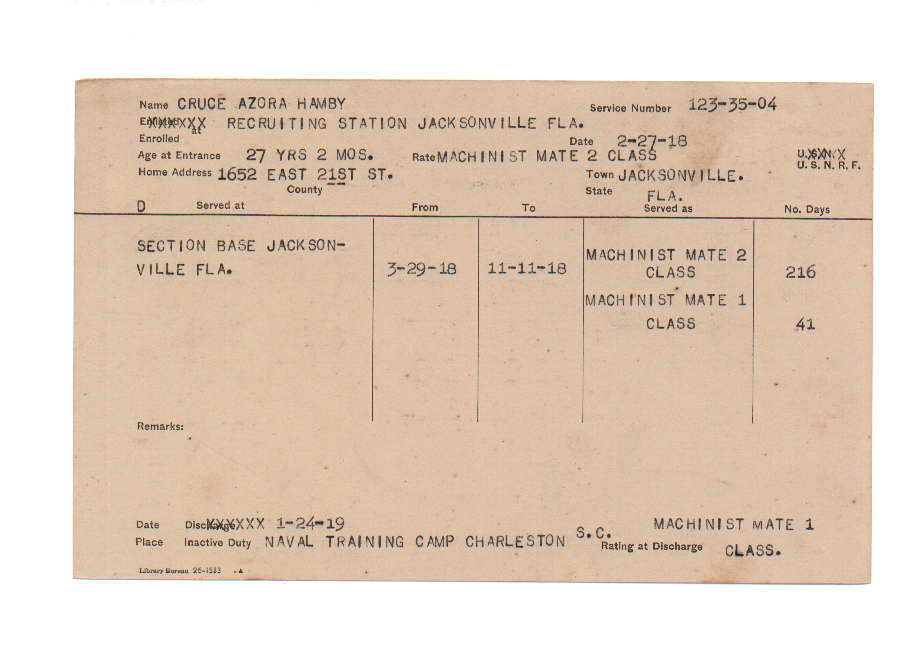 Name CRUCE AZORA HAMBY Service Number 123-35-04
Enlisted XXXXXX at RECRUITING STATION JACKSONVILLE FLA.
Enrolled Date 2-27-18
Age at Entrance 27 YRS 2 MOS. Rate MACHINIST MATE 2 CLASS U.S.N.X
U. S. N. R. F.
Home Address 1652 EAST 21ST ST. Town JACKSONVILLE.
County State FLA.
D Served at From To Served as No. Days
SECTION BASE JACKSON-
VILLE FLA. 3-29-18 11-11-18 MACHINIST MATE 2
CLASS 216
MACHINIST MATE 1
CLASS 41
Remarks:
Date Discharge XXXXXX 1-24-19 MACHINIST MATE 1
Place Inactive Duty NAVAL TRAINING CAMP CHARLESTON S.C. Rating at Discharge CLASS.
Library Bureau 26-1533